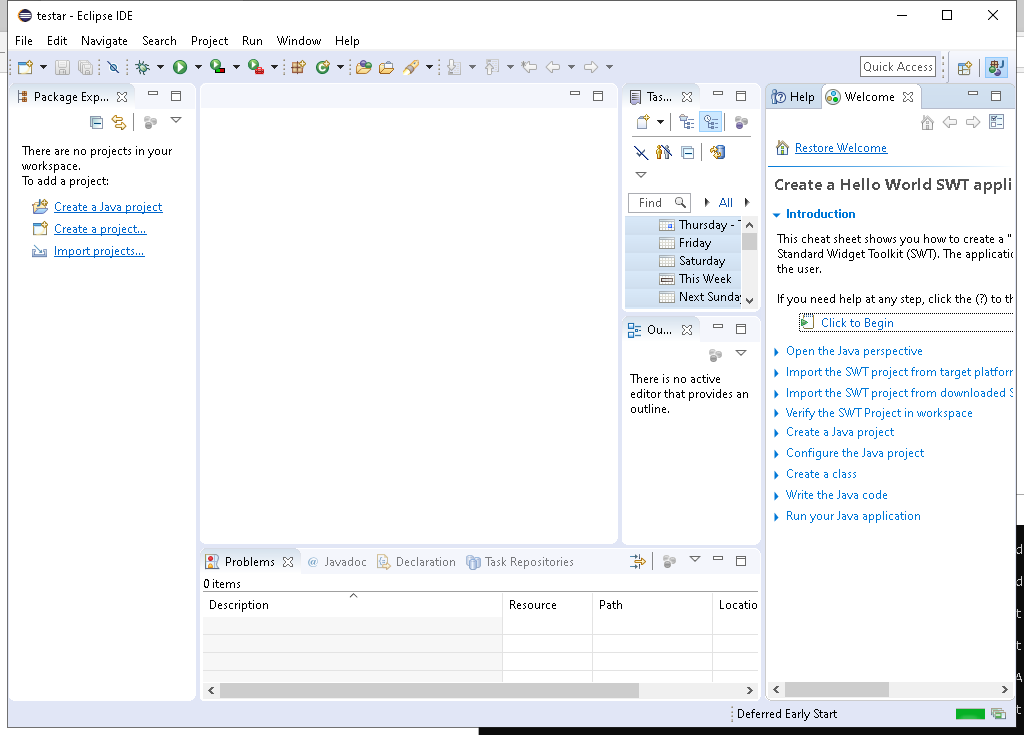 testar - Eclipse IDE
File Edit Navigate Search Project Run Window Help
Quick Access
Package Exp...
There are no projects in your
workspace.
To add a project:
Create a Java project
Create a project...
Import projects...
Tas...
Find
All
Thursday -
Friday
Saturday
This Week
Next Sunday
Ou...
There is no active
editor that provides an
outline.
Help Welcome
Restore Welcome
Create a Hello World SWT appli
Introduction
This cheat sheet shows you how to create a "
Standard Widget Toolkit (SWT). The applicatio
the user.
If you need help at any step, click the (?) to th
Click to Begin
Open the Java perspective
Import the SWT project from target platform
Import the SWT project from downloaded S
Verify the SWT Project in workspace
Create a Java project
Configure the Java project
Create a class
Write the Java code
Run your Java application
Problems @ Javadoc Declaration Task Repositories
0 items
Description Resource Path Locatio
Deferred Early Start